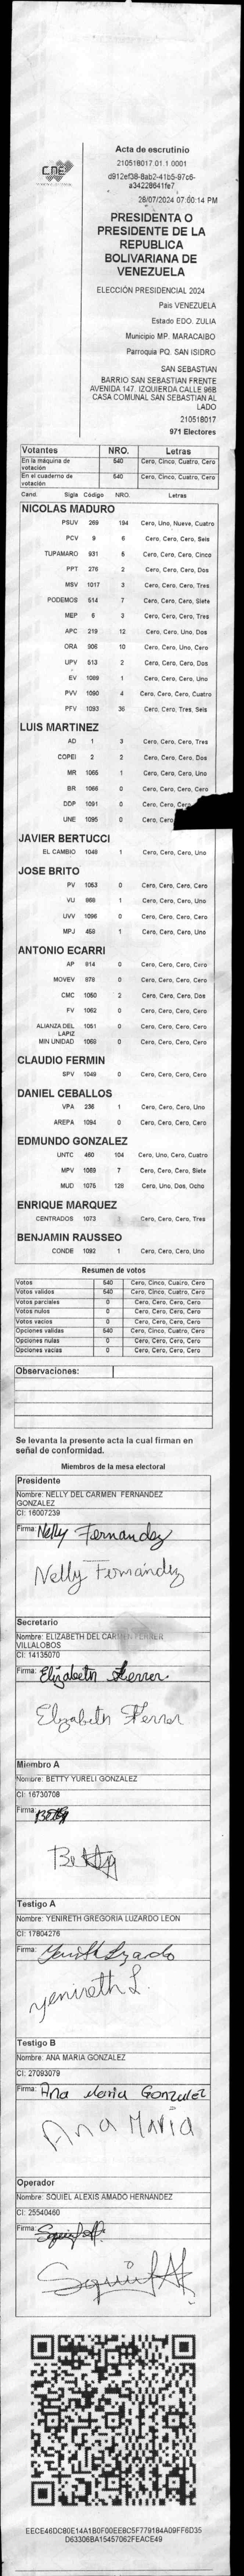 CNE
Acta de escrutinio
210518017.01.1.0001
d912ef38-8ab2-41b5-97c6-
a34228641fe7
28/07/2024 07:00:14 PM
PRESIDENTA O
PRESIDENTE DE LA
REPUBLICA
BOLIVARIANA DE
VENEZUELA
ELECCIÓN PRESIDENCIAL 2024
País VENEZUELA
Estado EDO. ZULIA
Municipio MP. MARACAIBO
Parroquia PQ. SAN ISIDRO
SAN SEBASTIAN
BARRIO SAN SEBASTIAN FRENTE
AVENIDA 147. IZQUIERDA CALLE 96B
CASA COMUNAL SAN SEBASTIAN AL
LADO
210518017
971 Electores
Votantes NRO. Letras
En la máquina de votación 540 Cero, Cinco, Cuatro, Cero
En el cuaderno de votación 540 Cero, Cinco, Cuatro, Cero
Cand. Sigla Código NRO. Letras
NICOLAS MADURO
PSUV 269 194 Cero, Uno, Nueve, Cuatro
PCV 9 6 Cero, Cero, Cero, Seis
TUPAMARO 931 5 Cero, Cero, Cero, Cinco
PPT 276 2 Cero, Cero, Cero, Dos
MSV 1017 3 Cero, Cero, Cero, Tres
PODEMOS 514 7 Cero, Cero, Cero, Siete
MEP 6 3 Cero, Cero, Cero, Tres
APC 219 12 Cero, Cero, Uno, Dos
ORA 906 10 Cero, Cero, Uno, Cero
UPV 513 2 Cero, Cero, Cero, Dos
EV 1089 1 Cero, Cero, Cero, Uno
PVV 1090 4 Cero, Cero, Cero, Cuatro
PFV 1093 36 Cero, Cero, Tres, Seis
LUIS MARTINEZ
AD 1 3 Cero, Cero, Cero, Tres
COPEI 2 2 Cero, Cero, Cero, Dos
MR 1065 1 Cero, Cero, Cero, Uno
BR 1066 0 Cero, Cero, Cero, Cero
DDP 1091 0 Cero, Cero, Cero
UNE 1095 0 Cero, Cero
JAVIER BERTUCCI
EL CAMBIO 1048 1 Cero, Cero, Cero, Uno
JOSE BRITO
PV 1053 0 Cero, Cero, Cero, Cero
VU 868 1 Cero, Cero, Cero, Uno
UVV 1096 0 Cero, Cero, Cero, Cero
MPJ 458 1 Cero, Cero, Cero, Uno
ANTONIO ECARRI
AP 914 0 Cero, Cero, Cero, Cero
MOVEV 878 0 Cero, Cero, Cero, Cero
CMC 1050 2 Cero, Cero, Cero, Dos
FV 1052 0 Cero, Cero, Cero, Cero
ALIANZA DEL LAPIZ 1051 0 Cero, Cero, Cero, Cero
MIN UNIDAD 1069 0 Cero, Cero, Cero, Cero
CLAUDIO FERMIN
SPV 1049 0 Cero, Cero, Cero, Cero
DANIEL CEBALLOS
VPA 236 1 Cero, Cero, Cero, Uno
AREPA 1094 0 Cero, Cero, Cero, Cero
EDMUNDO GONZALEZ
UNTC 460 104 Cero, Uno, Cero, Cuatro
MPV 1069 7 Cero, Cero, Cero, Siete
MUD 1075 128 Cero, Uno, Dos, Ocho
ENRIQUE MARQUEZ
CENTRADOS 1073 3 Cero, Cero, Cero, Tres
BENJAMIN RAUSSEO
CONDE 1092 1 Cero, Cero, Cero, Uno
Resumen de votos
Votos 540 Cero, Cinco, Cuatro, Cero
Votos validos 540 Cero, Cinco, Cuatro, Cero
Votos parciales 0 Cero, Cero, Cero, Cero
Votos nulos 0 Cero, Cero, Cero, Cero
Votos vacios 0 Cero, Cero, Cero, Cero
Opciones validas 540 Cero, Cinco, Cuatro, Cero
Opciones nulas 0 Cero, Cero, Cero, Cero
Opciones vacias 0 Cero, Cero, Cero, Cero
Observaciones:
Se levanta la presente acta la cual firman en
señal de conformidad.
Miembros de la mesa electoral
Presidente
Nombre: NELLY DEL CARMEN FERNANDEZ
GONZALEZ
CI: 16007239
Firma: Nelly Fernandez
Nelly Fernández
Secretario
Nombre: ELIZABETH DEL CARMEN FERRER
VILLALOBOS
CI: 14135070
Firma: Elizabeth Ferrer
Elizabeth Ferrer
Miembro A
Nombre: BETTY YURELI GONZALEZ
CI: 16730708
Firma: Betty
Betty
Testigo A
Nombre: YENIRETH GREGORIA LUZARDO LEON
CI: 17804276
Firma: Yenireth Luzardo
yenireth L.
Testigo B
Nombre: ANA MARIA GONZALEZ
CI: 27093079
Firma: Ana Maria Gonzalez
Ana Maria
Operador
Nombre: SQUIEL ALEXIS AMADO HERNANDEZ
CI: 25540460
Firma:
EECE46DC80E14A1B0F00EE8C5F779184A09FF6D35
D63306BA15457062FEACE49